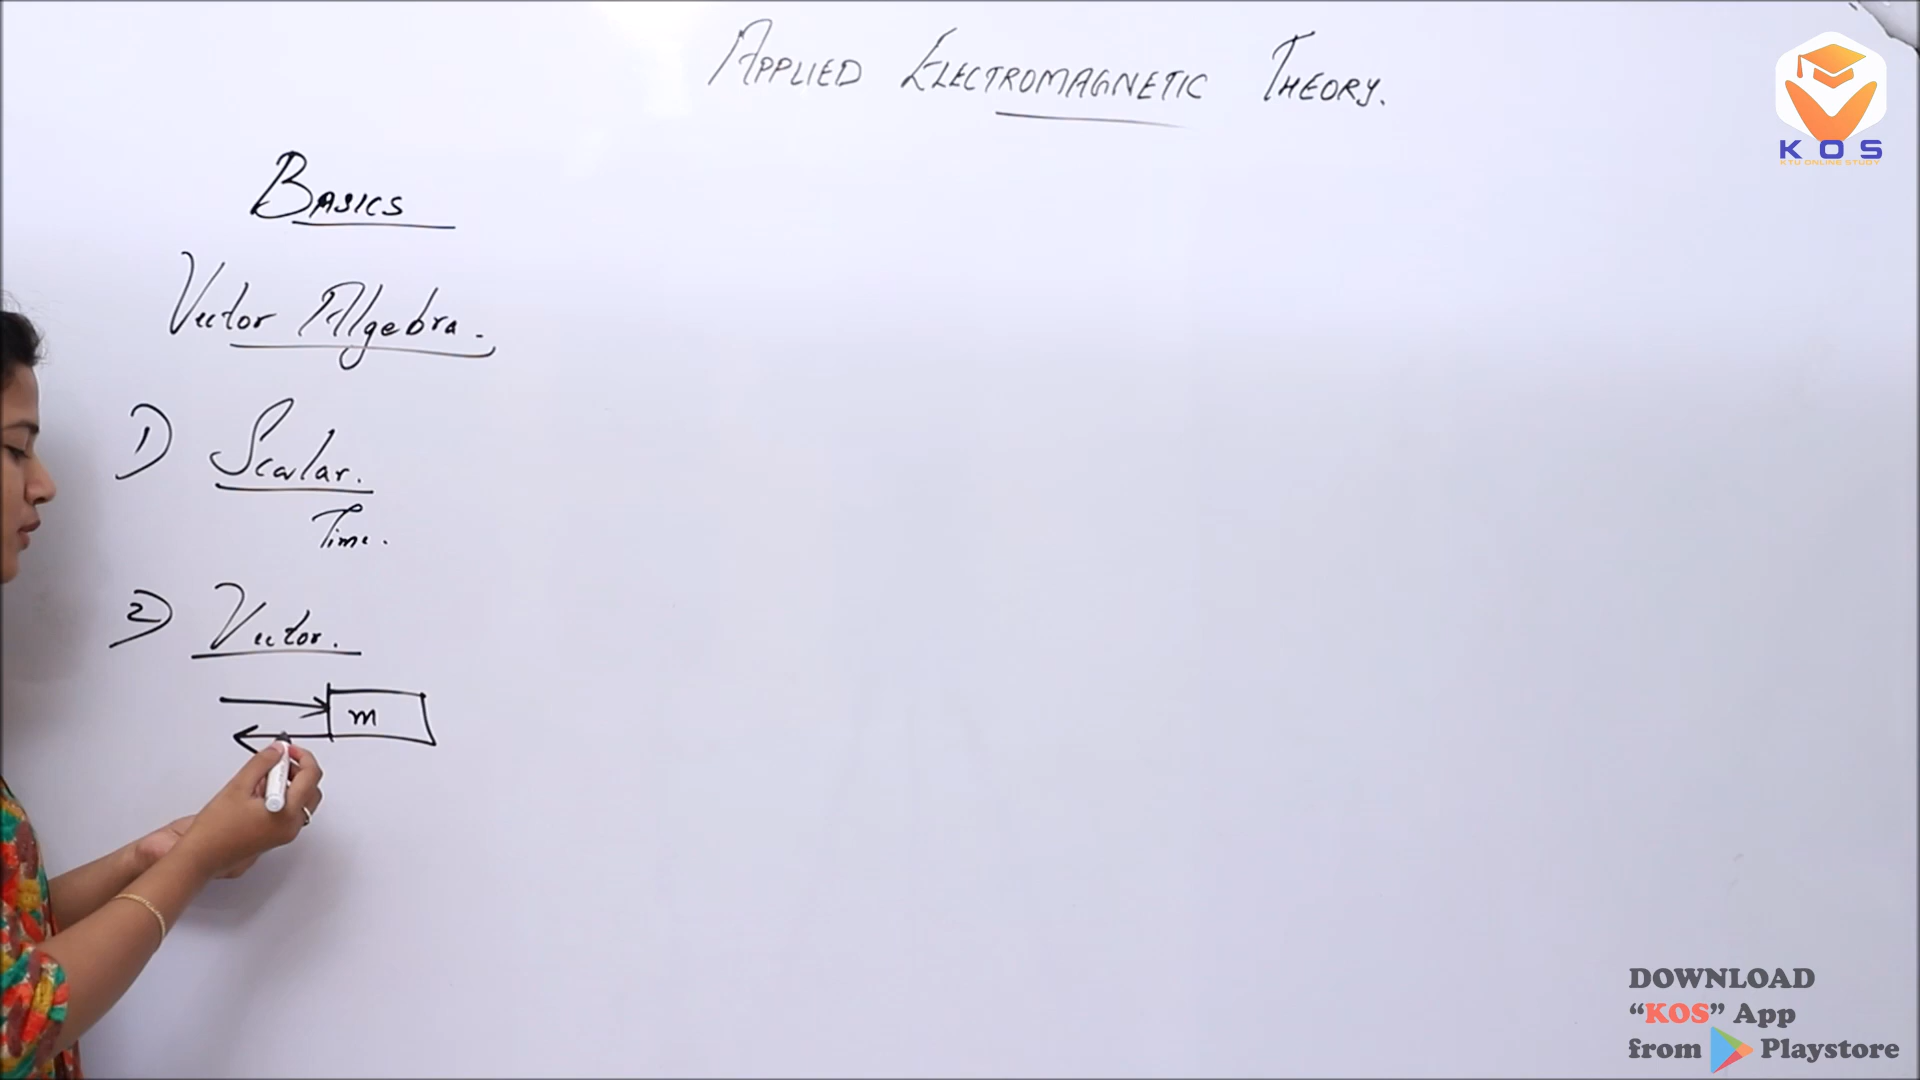 APPLIED ELECTROMAGNETIC THEORY.
KOS
KTU ONLINE STUDY
BASICS
Vector Algebra.
1) Scalar.
Time.
2) Vector.
m
DOWNLOAD
“KOS” App
from Playstore